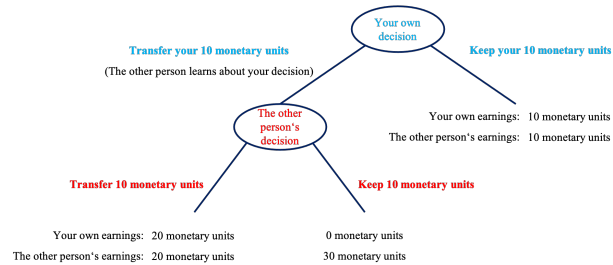 Your own
decision
Transfer your 10 monetary units
Keep your 10 monetary units
(The other person learns about your decision)
The other
person‘s
decision
Your own earnings: 10 monetary units
The other person‘s earnings: 10 monetary units
Transfer 10 monetary units
Keep 10 monetary units
Your own earnings: 20 monetary units 0 monetary units
The other person‘s earnings: 20 monetary units 30 monetary units